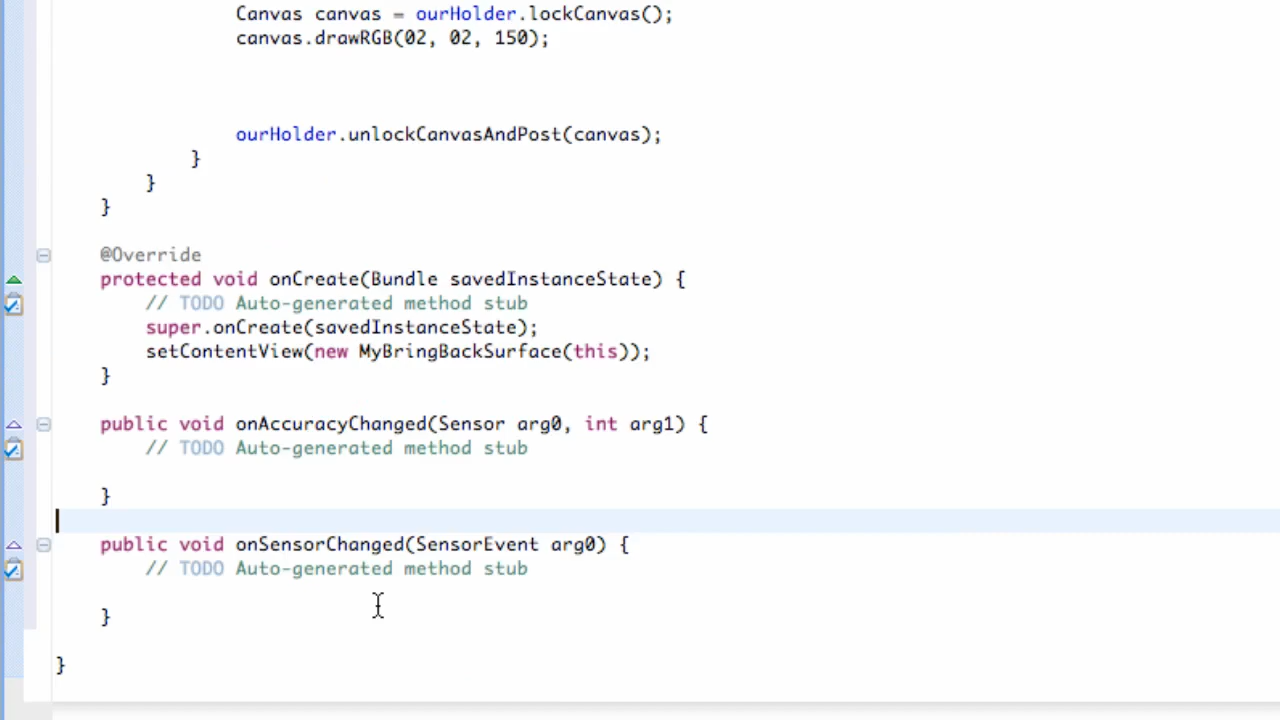 Canvas canvas = ourHolder.lockCanvas();
canvas.drawRGB(02, 02, 150);
ourHolder.unlockCanvasAndPost(canvas);
}
}
}
@Override
protected void onCreate(Bundle savedInstanceState) {
// TODO Auto-generated method stub
super.onCreate(savedInstanceState);
setContentView(new MyBringBackSurface(this));
}
public void onAccuracyChanged(Sensor arg0, int arg1) {
// TODO Auto-generated method stub
}
public void onSensorChanged(SensorEvent arg0) {
// TODO Auto-generated method stub
}
}